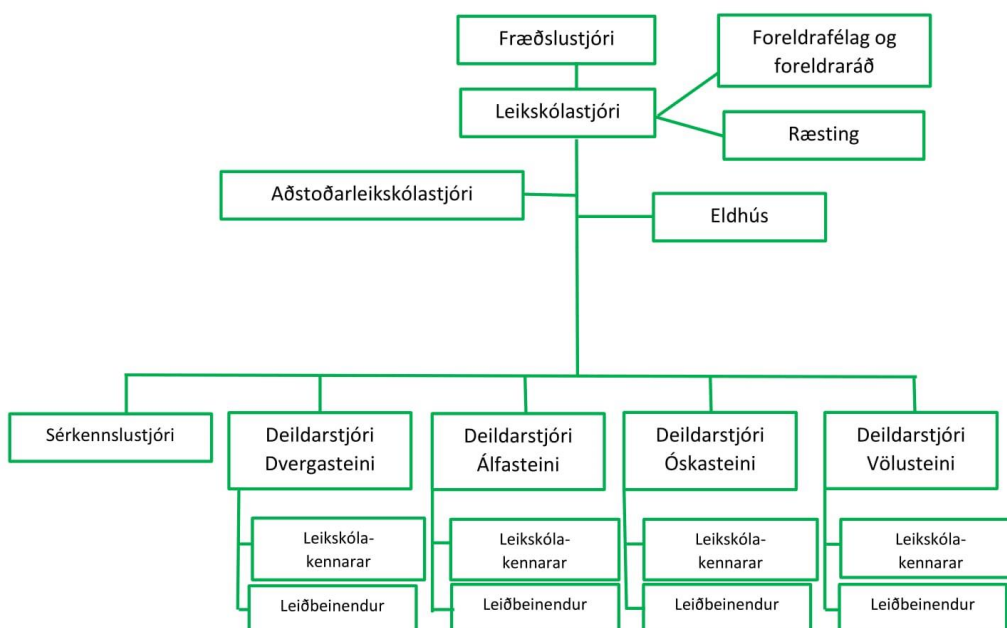 Fræðslustjóri
Foreldrafélag og
foreldraráð
Leikskólastjóri
Ræsting
Aðstoðarleikskólastjóri
Eldhús
Sérkennslustjóri
Deildarstjóri
Dvergasteini
Deildarstjóri
Álfasteini
Deildarstjóri
Óskasteini
Deildarstjóri
Völusteini
Leikskóla-
kennarar
Leikskóla-
kennarar
Leikskóla-
kennarar
Leikskóla-
kennarar
Leiðbeinendur
Leiðbeinendur
Leiðbeinendur
Leiðbeinendur